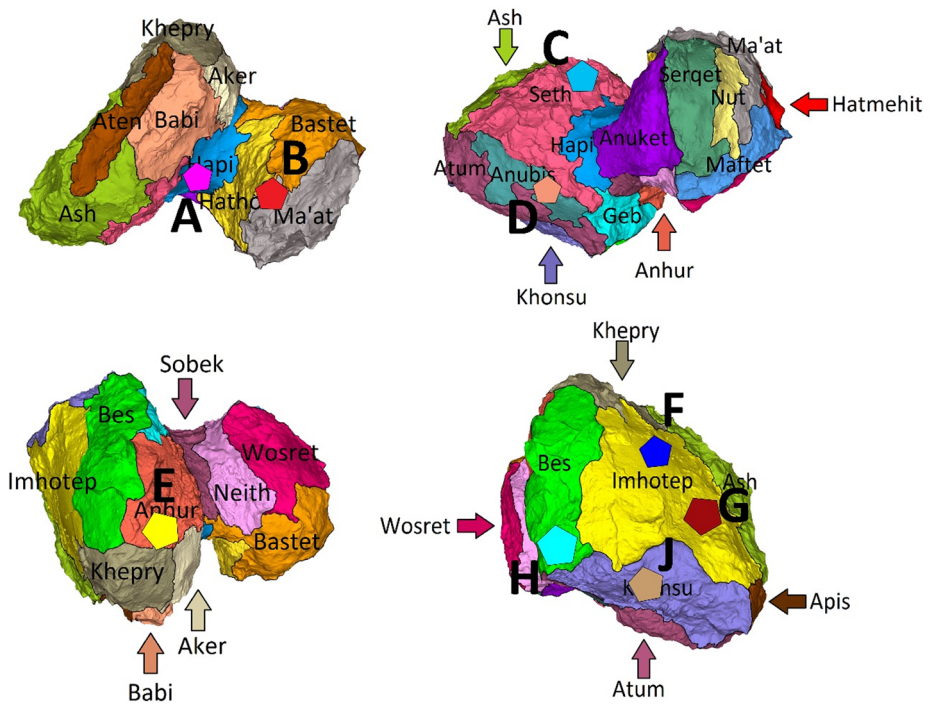 Khepry
Aker
Aten
Babi
Bastet
B
Hapi
Hatho
Ash
A
Ma'at
Ash
C
Ma'at
Seth
Serqet
Nut
Hatmehit
Hapi
Anuket
Atum
Anubis
Maftet
D
Geb
Anhur
Khonsu
Sobek
Bes
Wosret
Imhotep
E
Neith
Anhur
Bastet
Khepry
Aker
Babi
Khepry
F
Bes
Imhotep
Ash
G
Wosret
J
H
Khonsu
Apis
Atum